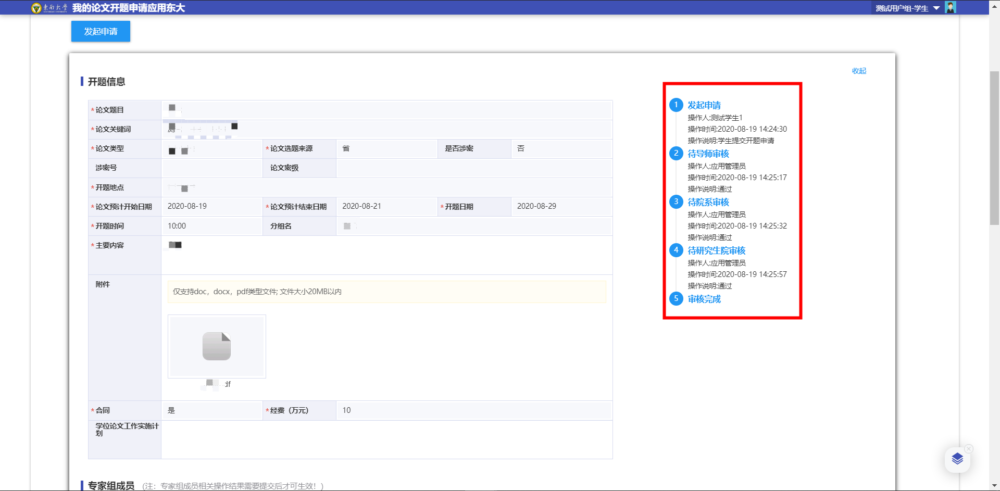 东南大学
我的论文开题申请应用东大
测试用户组-学生
发起申请
收起
开题信息
*论文题目
*论文关键词
*论文类型
*论文选题来源
省
是否涉密
否
涉密号
论文密级
*开题地点
*论文预计开始日期
2020-08-19
*论文预计结束日期
2020-08-21
*开题日期
2020-08-29
*开题时间
10:00
分组名
*主要内容
附件
仅支持doc，docx，pdf类型文件; 文件大小20MB以内
df
*合同
是
*经费（万元）
10
学位论文工作实施计
划
1
发起申请
操作人:测试学生1
操作时间:2020-08-19 14:24:30
操作说明:学生提交开题申请
2
待导师审核
操作人:应用管理员
操作时间:2020-08-19 14:25:17
操作说明:通过
3
待院系审核
操作人:应用管理员
操作时间:2020-08-19 14:25:32
操作说明:通过
4
待研究生院审核
操作人:应用管理员
操作时间:2020-08-19 14:25:57
操作说明:通过
5
审核完成
专家组成员 （注：专家组成员相关操作结果需要提交后才可生效！）